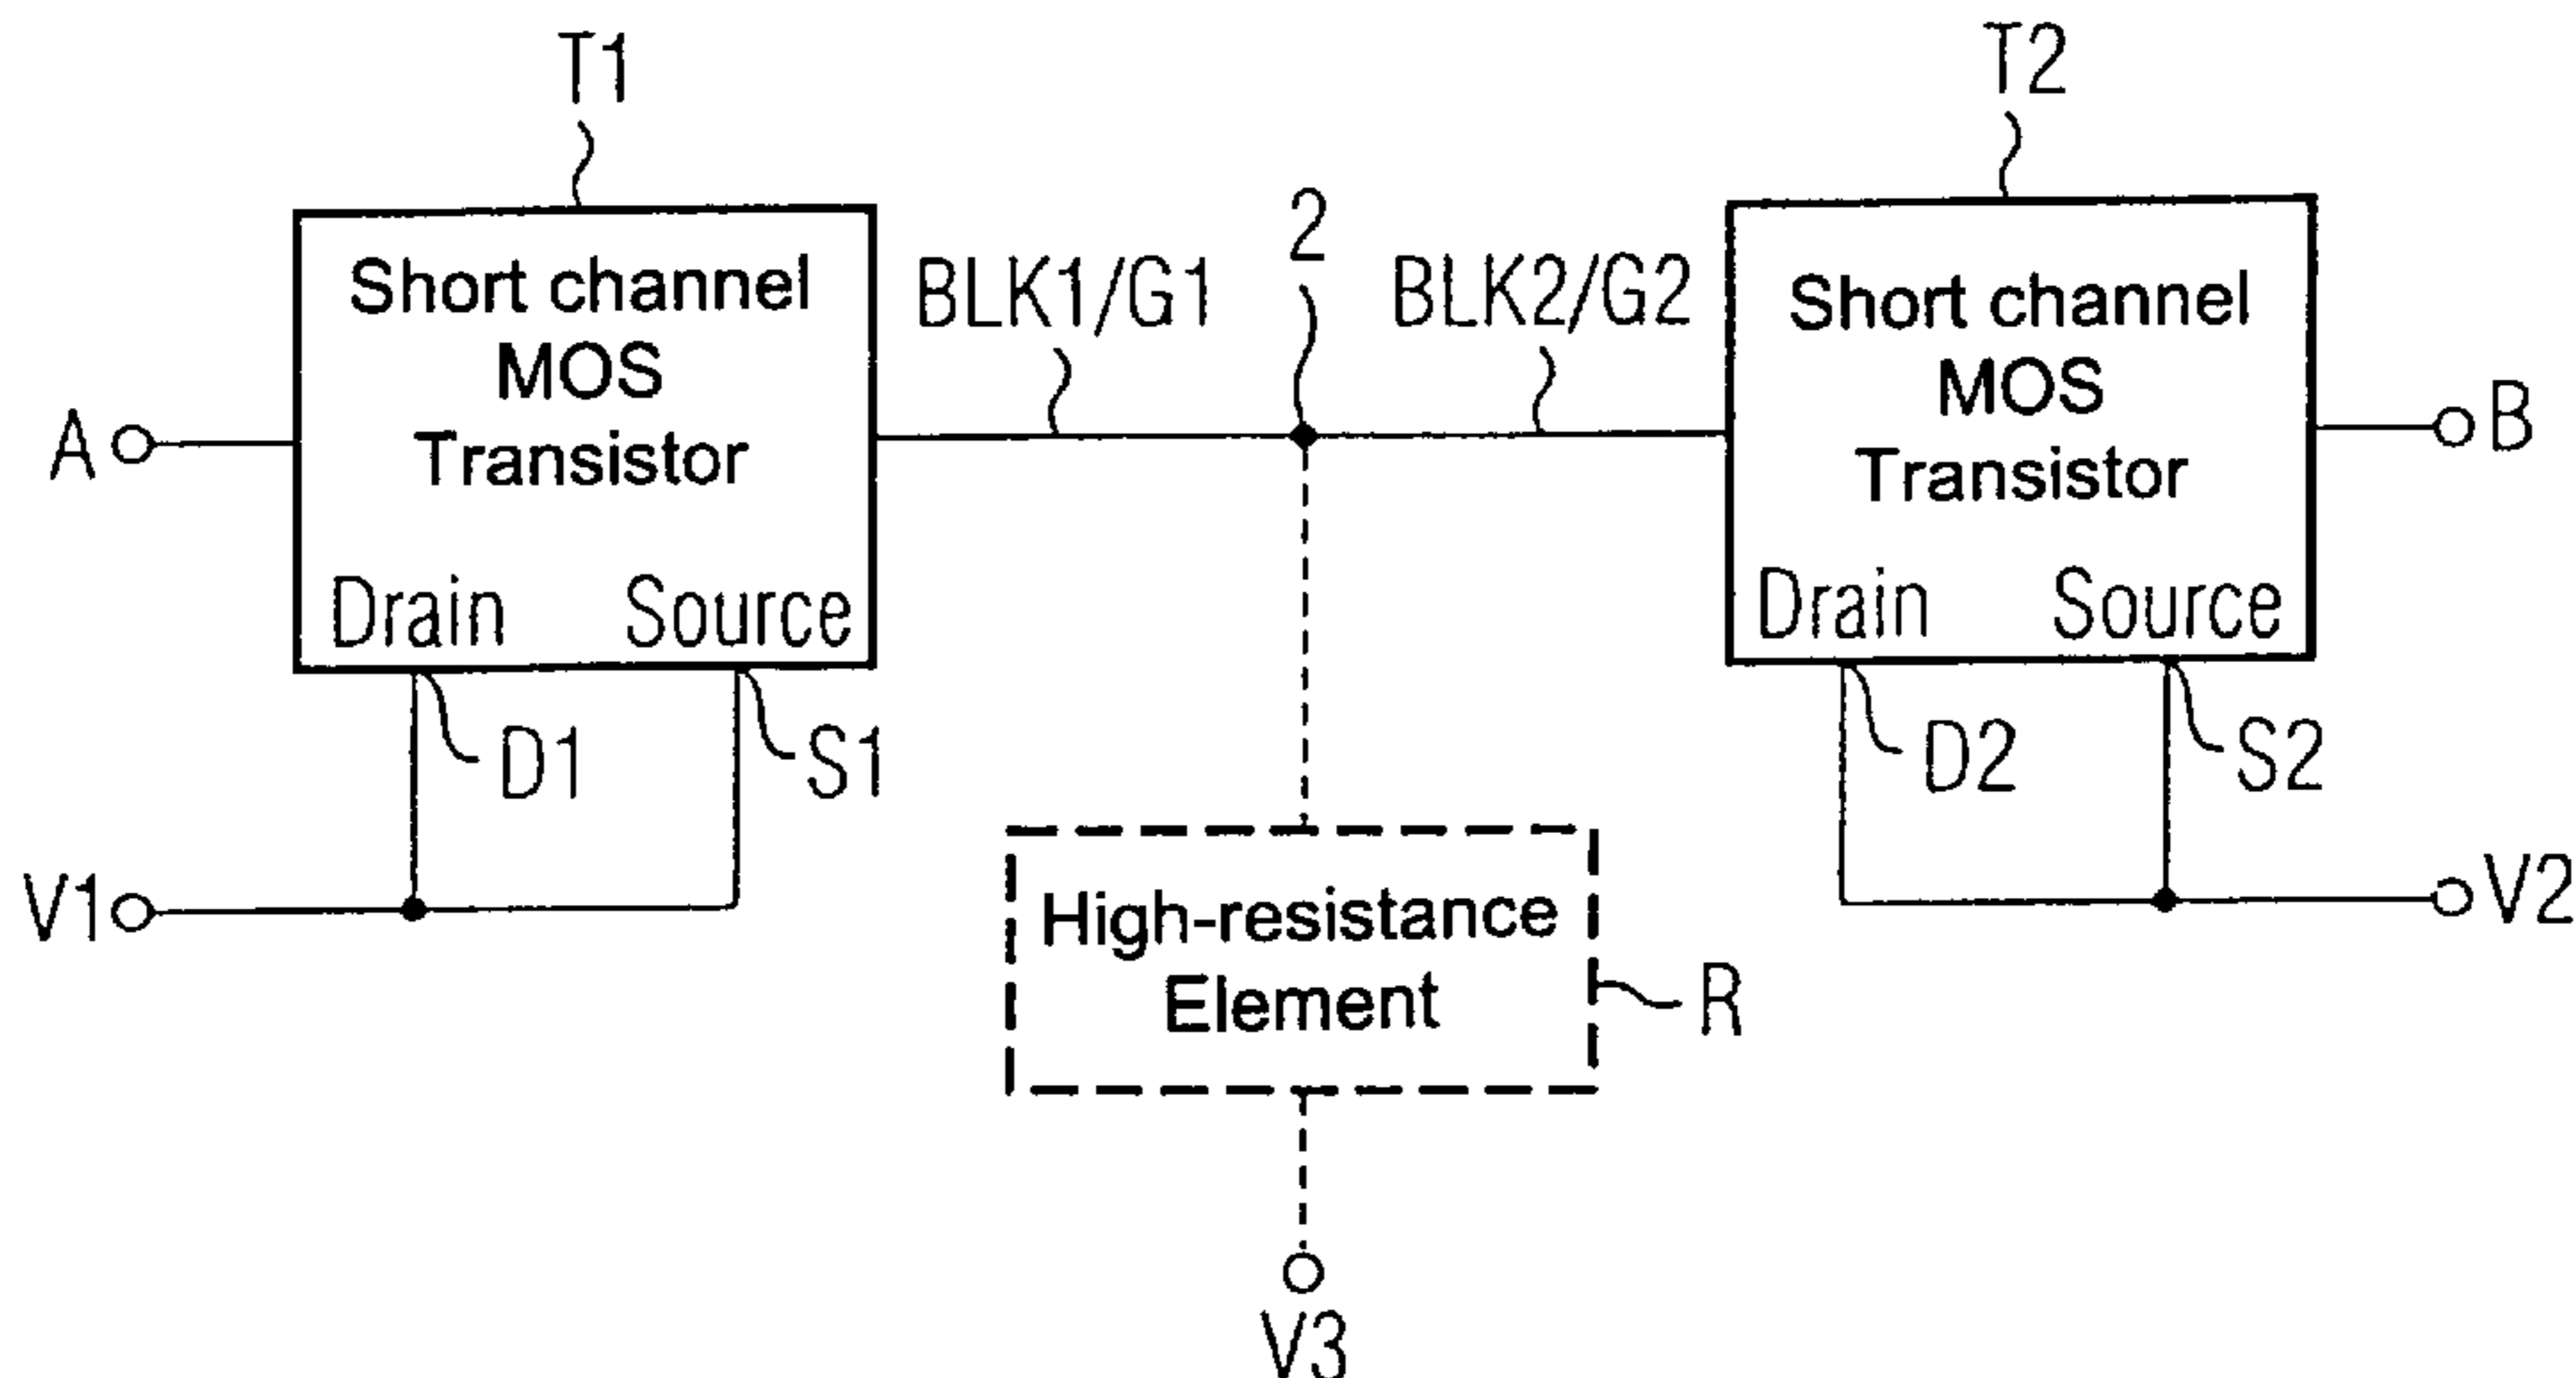 T1
T2
2
BLK1/G1
BLK2/G2
Short channel
MOS
Transistor
Drain Source
Short channel
MOS
Transistor
Drain Source
A
B
D1
S1
D2
S2
V1
V2
High-resistance
Element
R
V3